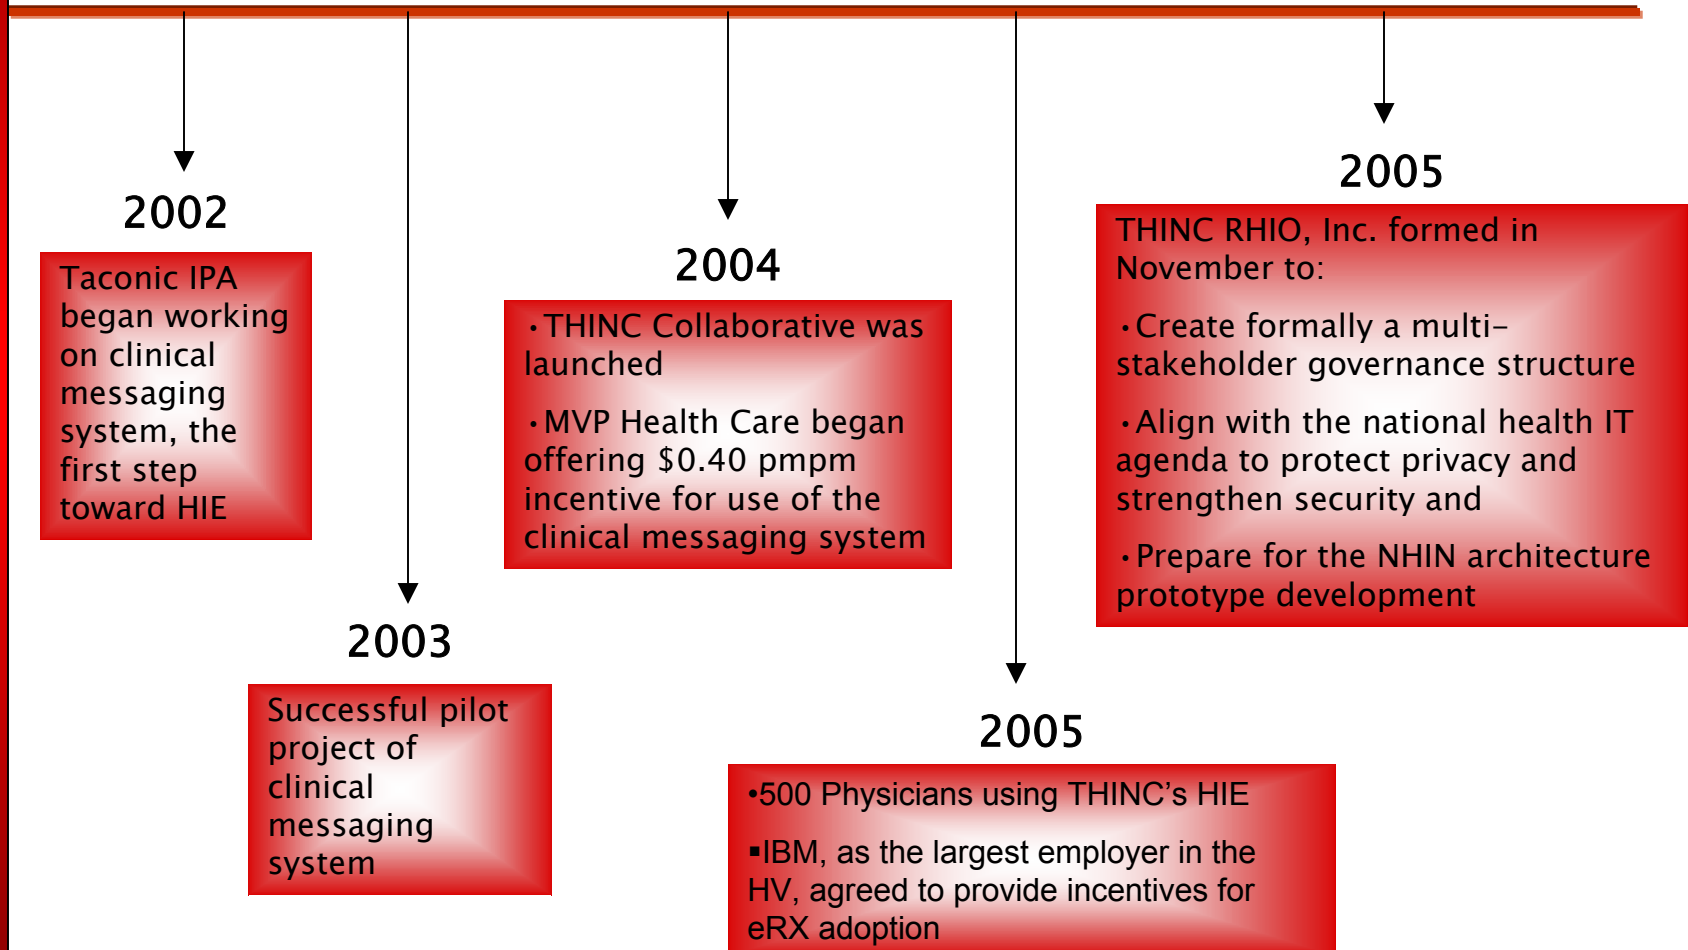 2002
Taconic IPA
began working
on clinical
messaging
system, the
first step
toward HIE
2003
Successful pilot
project of
clinical
messaging
system
2004
·THINC Collaborative was
launched
·MVP Health Care began
offering $0.40 pmpm
incentive for use of the
clinical messaging system
2005
•500 Physicians using THINC’s HIE
▪IBM, as the largest employer in the
HV, agreed to provide incentives for
eRX adoption
2005
THINC RHIO, Inc. formed in
November to:
·Create formally a multi-
stakeholder governance structure
·Align with the national health IT
agenda to protect privacy and
strengthen security and
·Prepare for the NHIN architecture
prototype development